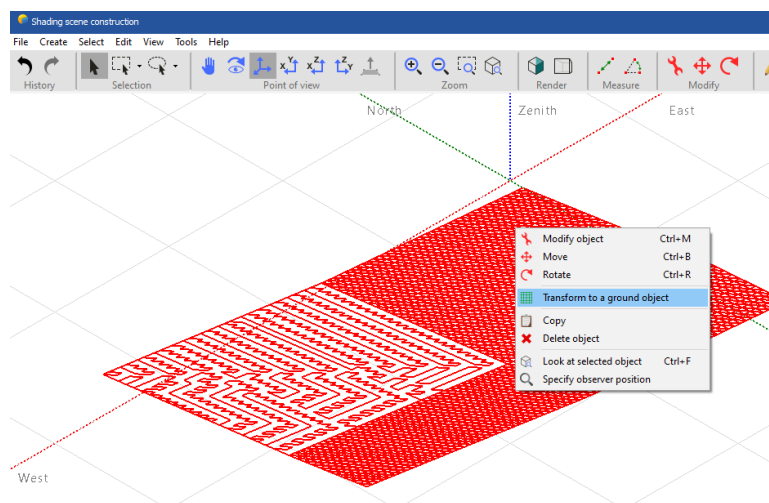 Shading scene construction
File Create Select Edit View Tools Help
History Selection Point of view Zoom Render Measure Modify
North Zenith East
Modify object Ctrl+M
Move Ctrl+B
Rotate Ctrl+R
Transform to a ground object
Copy
Delete object
Look at selected object Ctrl+F
Specify observer position
West